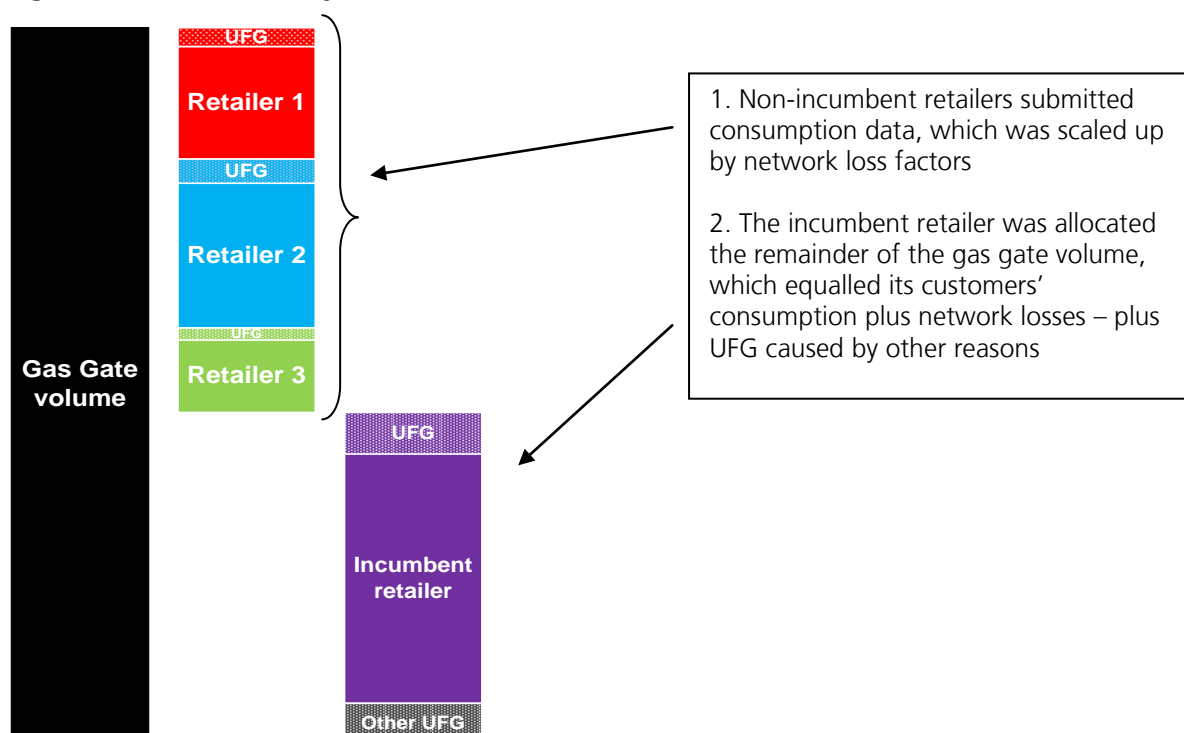 UFG
Retailer 1
UFG
Retailer 2
UFG
Retailer 3
Gas Gate
volume
UFG
Incumbent
retailer
Other UFG
1. Non-incumbent retailers submitted
consumption data, which was scaled up
by network loss factors
2. The incumbent retailer was allocated
the remainder of the gas gate volume,
which equalled its customers’
consumption plus network losses – plus
UFG caused by other reasons